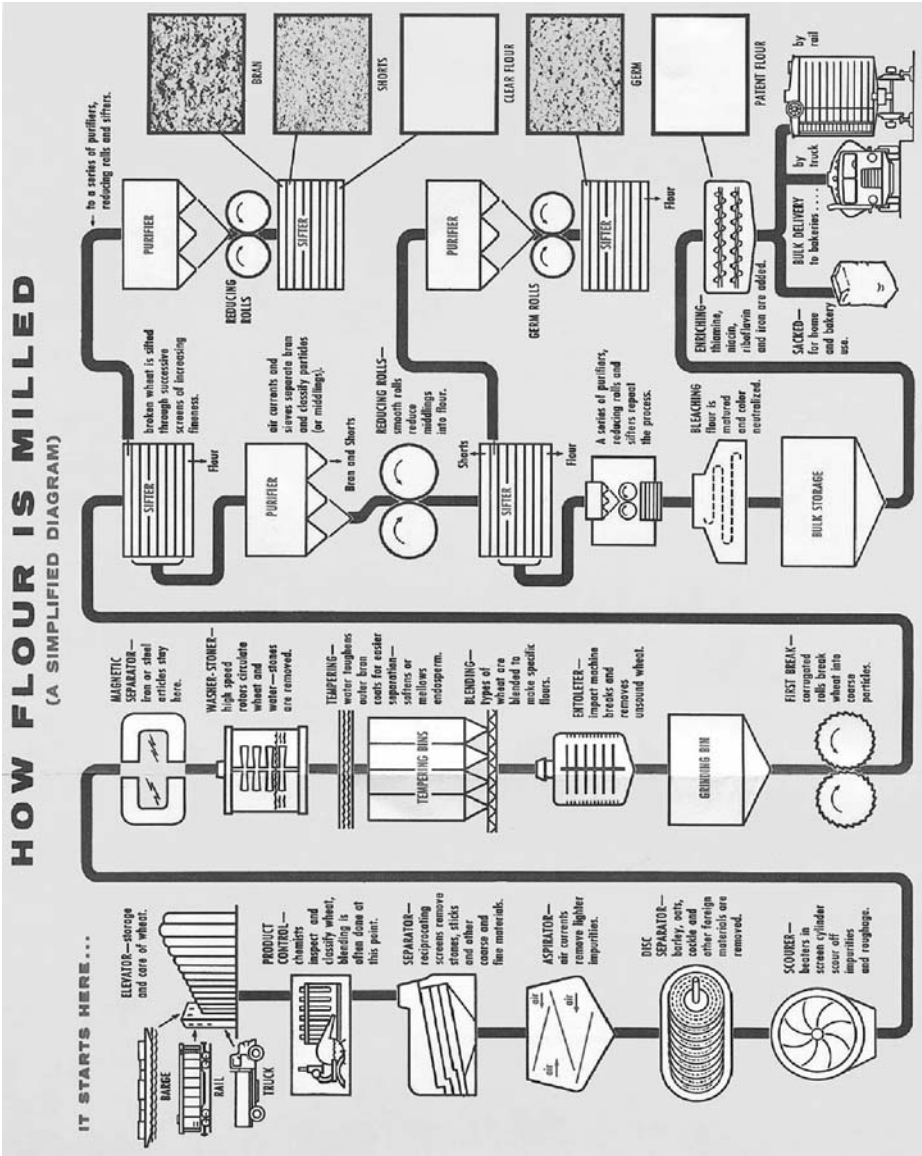 HOW FLOUR IS MILLED
(A SIMPLIFIED DIAGRAM)
IT STARTS HERE...
BARGE
RAIL
TRUCK
ELEVATOR—storage
and care of wheat.
PRODUCT
CONTROL—
chemists
inspect and
classify wheat,
blending is
often done at
this point.
SEPARATOR—
reciprocating
screens remove
stones, sticks
and other
coarse and
fine materials.
ASPIRATOR—
air currents
remove lighter
impurities.
air
air
air
DISC
SEPARATOR—
barley, oats,
cockle and
other foreign
materials are
removed.
SCOURER—
beaters in
screen cylinder
scour off
impurities
and roughage.
MAGNETIC
SEPARATOR—
iron or steel
articles stay
here.
WASHER-STONER—
high speed
rotors circulate
wheat and
water—stones
are removed.
TEMPERING—
water toughens
outer bran
coats for easier
separation—
softens or
mellows
endosperm.
TEMPERING BINS
BLENDING—
types of
wheat are
blended to
make specific
flours.
ENTOLETER—
impact machine
breaks and
removes
unsound wheat.
GRINDING BIN
FIRST BREAK—
corrugated
rolls break
wheat into
coarse
particles.
SIFTER
broken wheat is sifted
through successive
screens of increasing
fineness.
Flour
PURIFIER
air currents and
sieves separate bran
and classify particles
(or middlings).
Bran and Shorts
REDUCING ROLLS—
smooth rolls
reduce
middlings
into flour.
Shorts
SIFTER
Flour
A series of purifiers,
reducing rolls and
sifters repeat
the process.
BLEACHING—
flour is
matured
and color
neutralized.
BULK STORAGE
to a series of purifiers,
reducing rolls and sifters.
PURIFIER
REDUCING
ROLLS
SIFTER
BRAN
SHORTS
CLEAR FLOUR
PURIFIER
GERM ROLLS
SIFTER
Flour
GERM
PATENT FLOUR
ENRICHING—
thiamine,
niacin,
riboflavin
and iron are added.
SACKED—
for home
and bakery
use.
BULK DELIVERY
to bakeries....
by
truck
by
rail